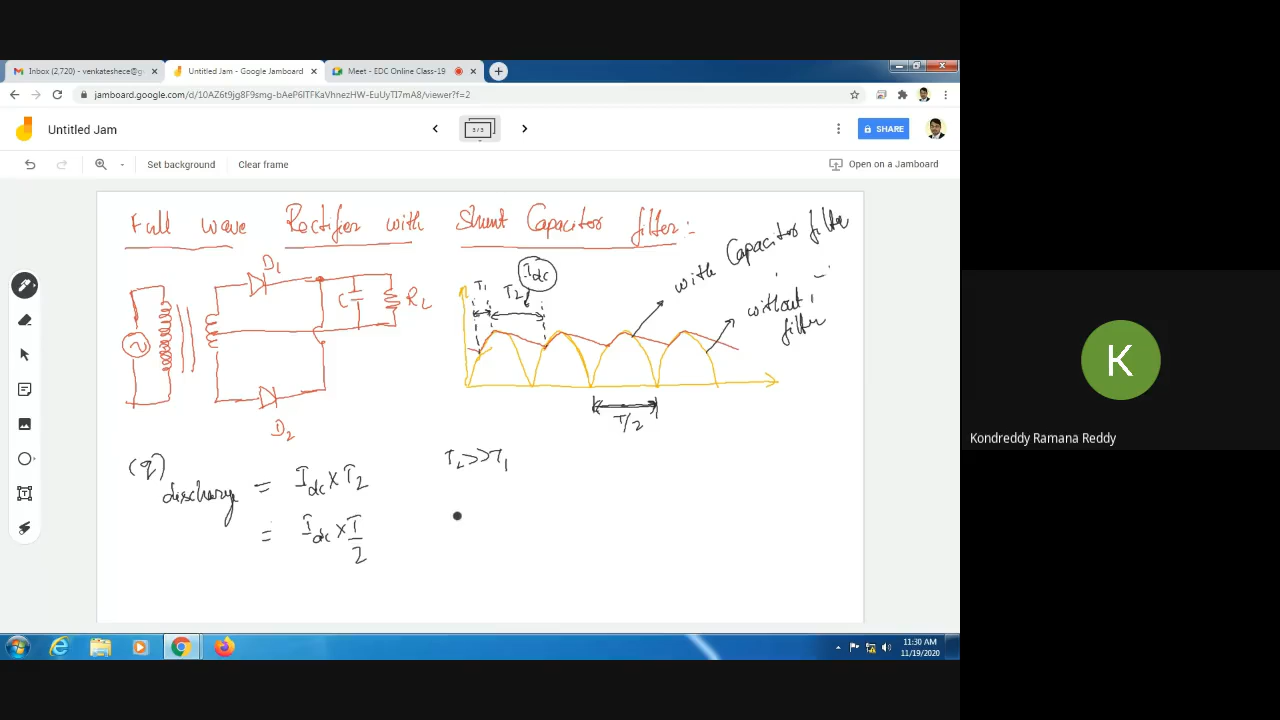 Inbox (2,720) - venkateshece@g
Untitled Jam - Google Jamboard
Meet - EDC Online Class-19
jamboard.google.com/d/10AZ6t9jg8F9smg-bAeP6lTFKaVhnezHW-EuUyTI7mA8/viewer?f=2
Untitled Jam
3 / 3
SHARE
Set background
Clear frame
Open on a Jamboard
Full wave Rectifier with Shunt Capacitor filter:-
D1
C
RL
D2
T1
Idc
T2
with Capacitor filter
without
filter
T/2
(q)discharge = Idc x T2
T2 >> T1
= Idc x T/2
K
Kondreddy Ramana Reddy
11:30 AM
11/19/2020